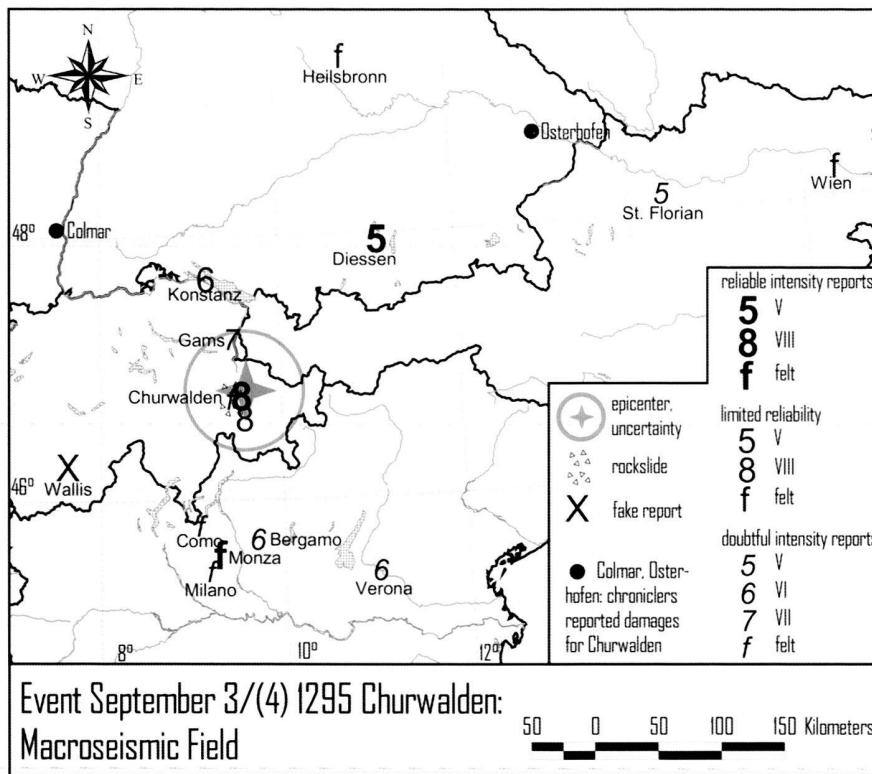 N
W E
S
f
Heilsbronn
Osterhofen
f
Wien
5
St. Florian
48° Colmar
5
Diessen
6
Konstanz
Gams 7
Churwalden f 8
8
X
46° Wallis
f
Como
6 Bergamo
f Monza
f
Milano
6
Verona
8° 10° 12°
reliable intensity reports
5 V
8 VIII
f felt
epicenter,
uncertainty
rockslide
X fake report
Colmar, Oster-
hofen: chroniclers
reported damages
for Churwalden
limited reliability
5 V
8 VIII
f felt
doubtful intensity reports
5 V
6 VI
7 VII
f felt
Event September 3/(4) 1295 Churwalden:
Macroseismic Field
50 0 50 100 150 Kilometers